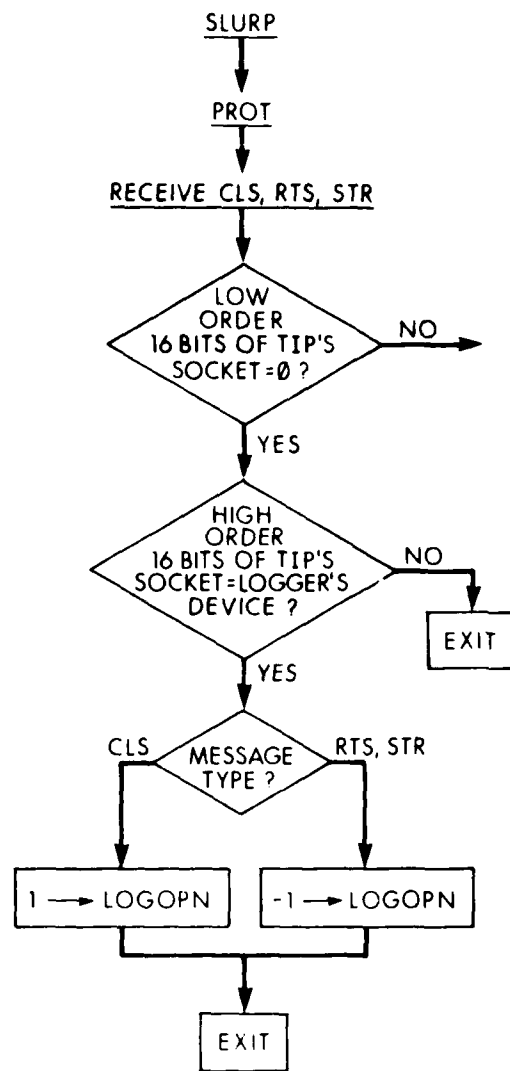 SLURP
PROT
RECEIVE CLS, RTS, STR
LOW
ORDER
16 BITS OF TIP'S
SOCKET=Ø ?
NO
YES
HIGH
ORDER
16 BITS OF TIP'S
SOCKET=LOGGER'S
DEVICE ?
NO
EXIT
YES
CLS
MESSAGE
TYPE ?
RTS, STR
1 → LOGOPN
-1 → LOGOPN
EXIT